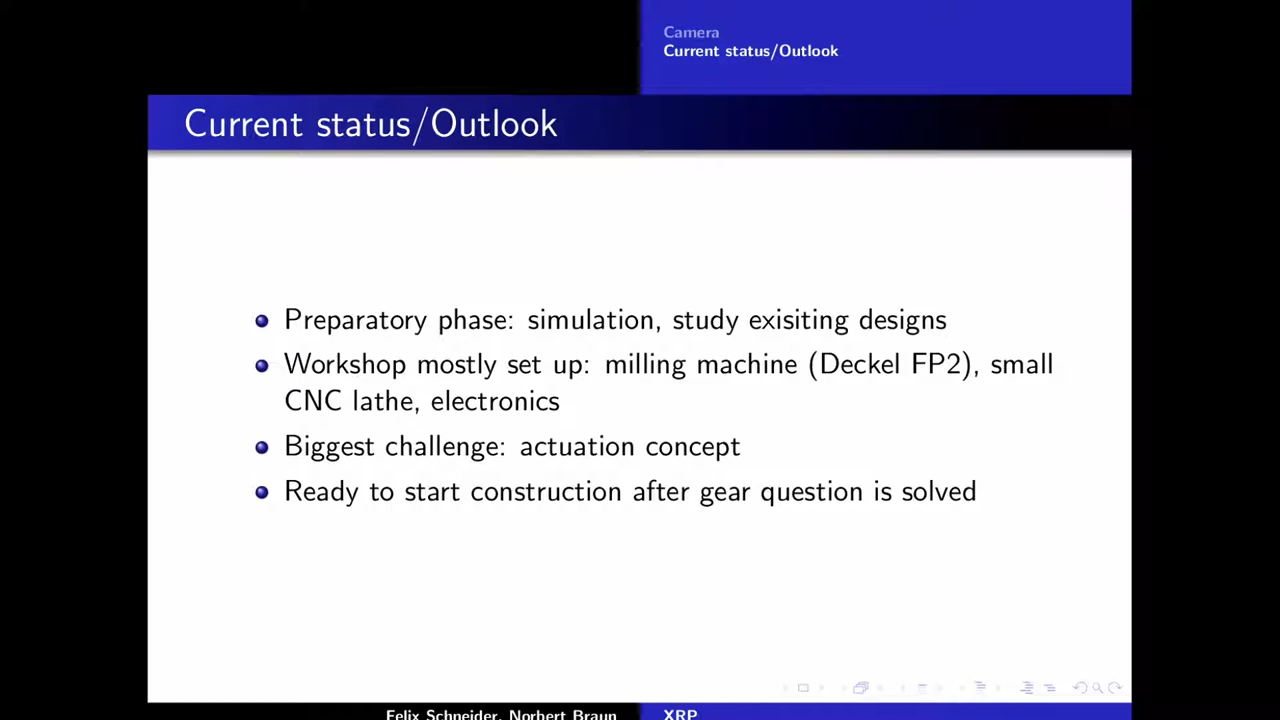 Camera
Current status/Outlook
Current status/Outlook
Preparatory phase: simulation, study exisiting designs
Workshop mostly set up: milling machine (Deckel FP2), small
CNC lathe, electronics
Biggest challenge: actuation concept
Ready to start construction after gear question is solved
Felix Schneider, Norbert Braun
XRP